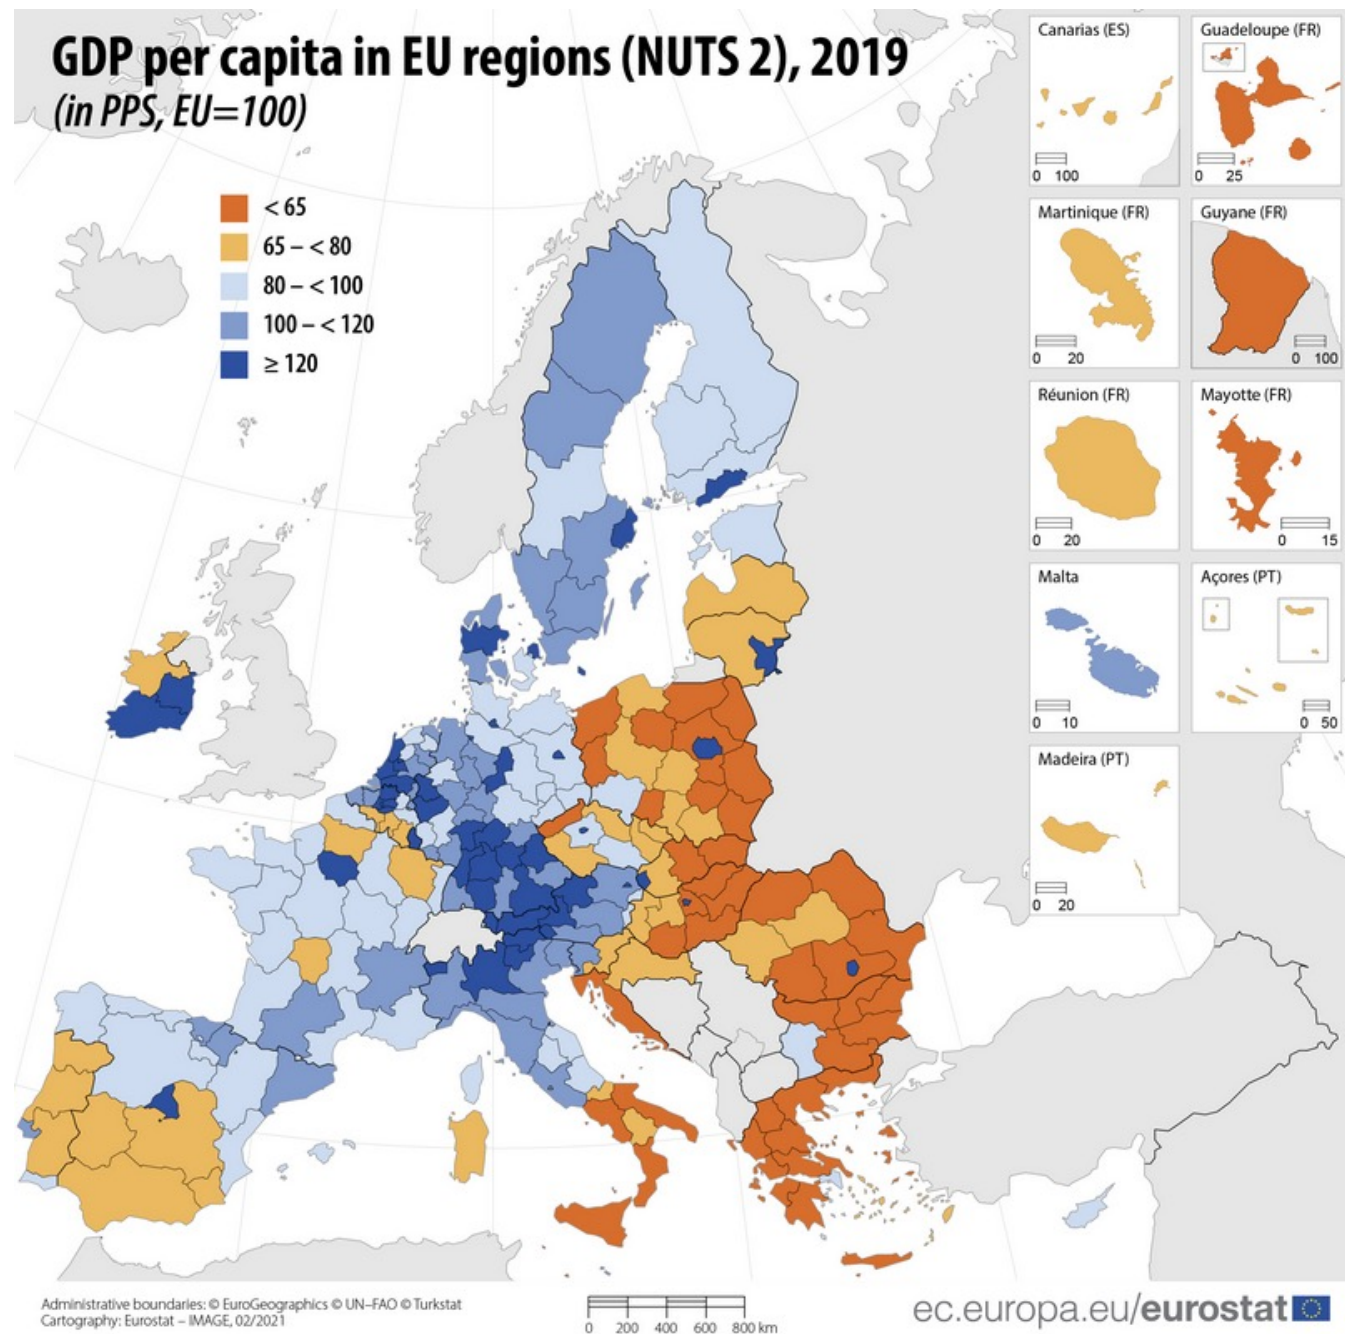 GDP per capita in EU regions (NUTS 2), 2019
(in PPS, EU=100)
< 65
65 – < 80
80 – < 100
100 – < 120
≥ 120
Canarias (ES)
0 100
Guadeloupe (FR)
0 25
Martinique (FR)
0 20
Guyane (FR)
0 100
Réunion (FR)
0 20
Mayotte (FR)
0 15
Malta
0 10
Açores (PT)
0 50
Madeira (PT)
0 20
Administrative boundaries: © EuroGeographics © UN–FAO © Turkstat
Cartography: Eurostat – IMAGE, 02/2021
0 200 400 600 800 km
ec.europa.eu/eurostat